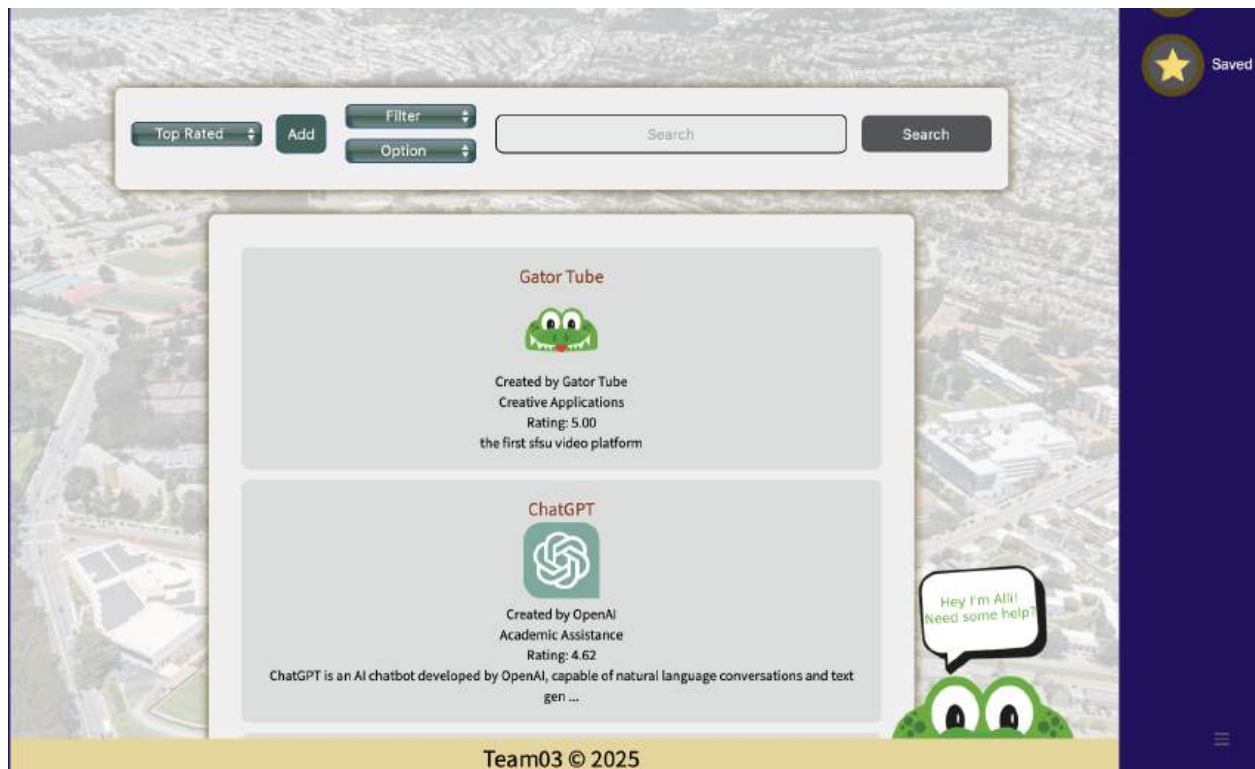 Saved
Top Rated
Add
Filter
Option
Search
Search
Gator Tube
Created by Gator Tube
Creative Applications
Rating: 5.00
the first sfsu video platform
ChatGPT
Created by OpenAI
Academic Assistance
Rating: 4.62
ChatGPT is an AI chatbot developed by OpenAI, capable of natural language conversations and text
gen ...
Hey I'm Alli!
Need some help?
Team03 © 2025